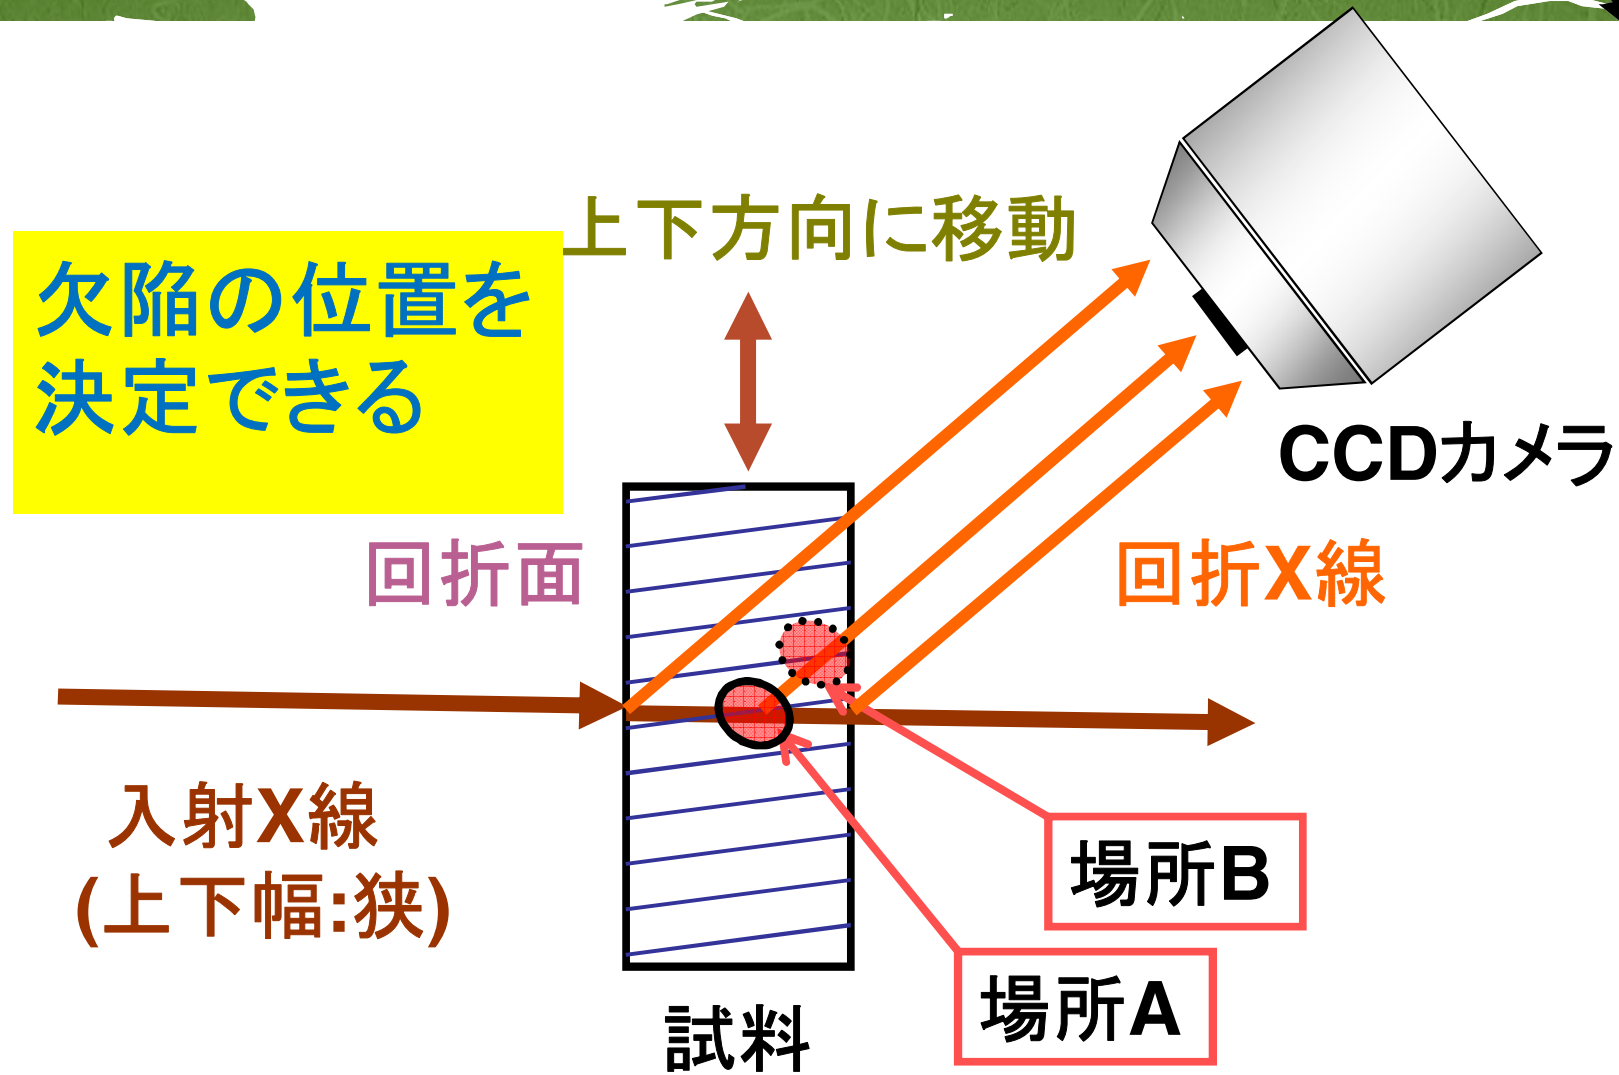 上下方向に移動
欠陥の位置を
決定できる
CCDカメラ
回折面
回折X線
入射X線
(上下幅:狭)
場所B
場所A
試料